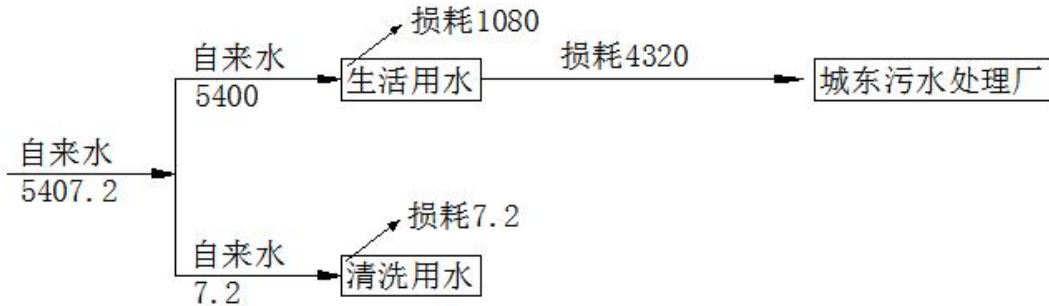 损耗1080
自来水
5400
生活用水
损耗4320
城东污水处理厂
自来水
5407.2
损耗7.2
自来水
7.2
清洗用水